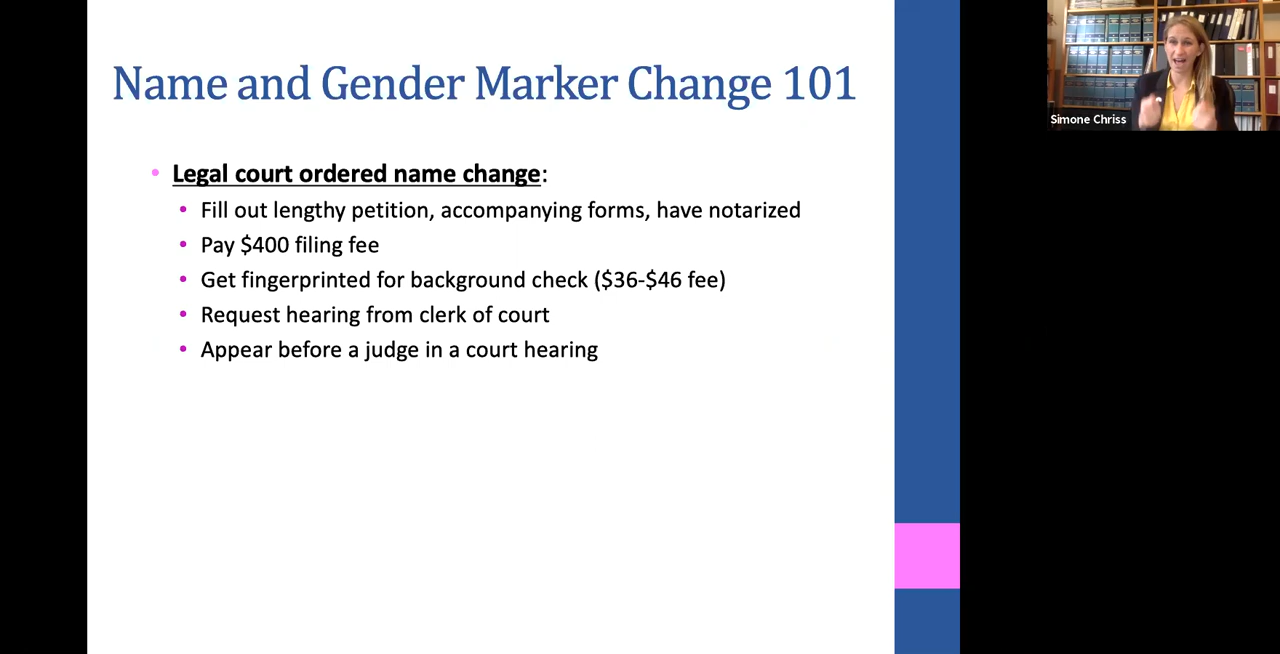 Name and Gender Marker Change 101
Simone Chriss
• Legal court ordered name change:
• Fill out lengthy petition, accompanying forms, have notarized
• Pay $400 filing fee
• Get fingerprinted for background check ($36-$46 fee)
• Request hearing from clerk of court
• Appear before a judge in a court hearing